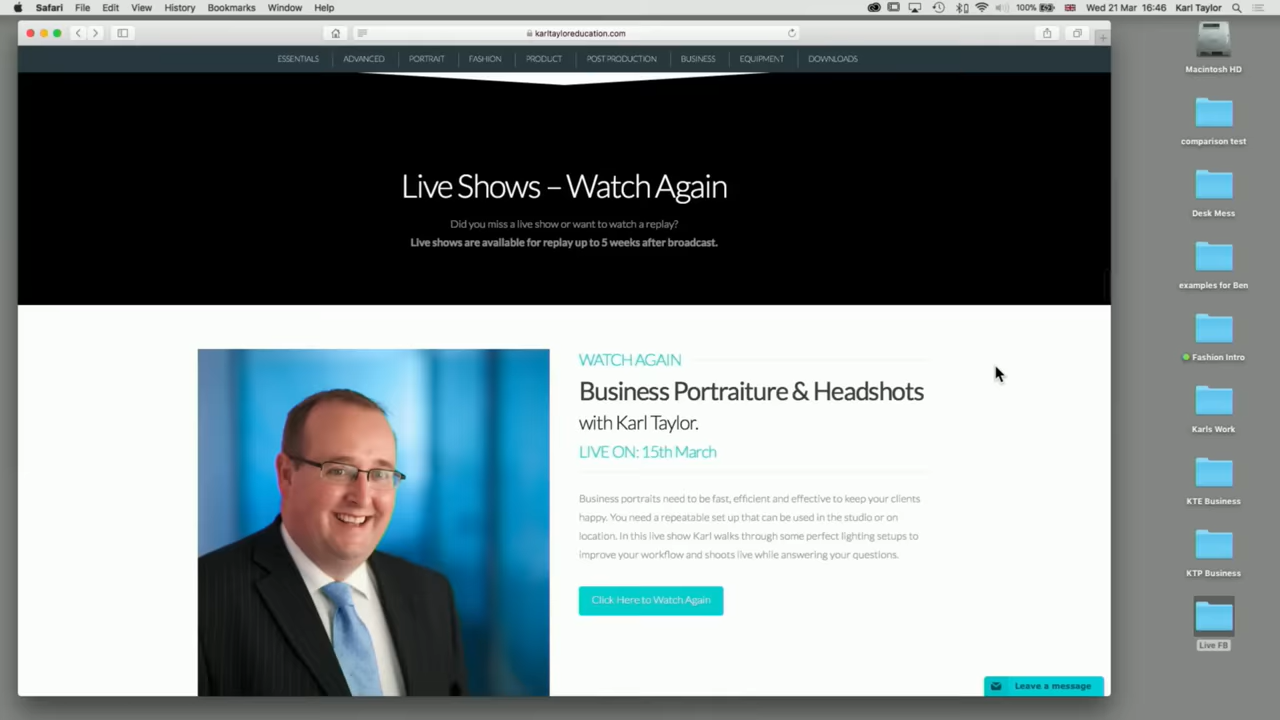 Safari File Edit View History Bookmarks Window Help 100% Wed 21 Mar 16:46 Karl Taylor
karltayloreducation.com
ESSENTIALS ADVANCED PORTRAIT FASHION PRODUCT POST PRODUCTION BUSINESS EQUIPMENT DOWNLOADS
Live Shows – Watch Again
Did you miss a live show or want to watch a replay?
Live shows are available for replay up to 5 weeks after broadcast.
WATCH AGAIN
Business Portraiture & Headshots
with Karl Taylor.
LIVE ON: 15th March
Business portraits need to be fast, efficient and effective to keep your clients
happy. You need a repeatable set up that can be used in the studio or on
location. In this live show Karl walks through some perfect lighting setups to
improve your workflow and shoots live while answering your questions.
Click Here to Watch Again
Leave a message
Macintosh HD
comparison test
Desk Mess
examples for Ben
Fashion Intro
Karls Work
KTE Business
KTP Business
Live FB